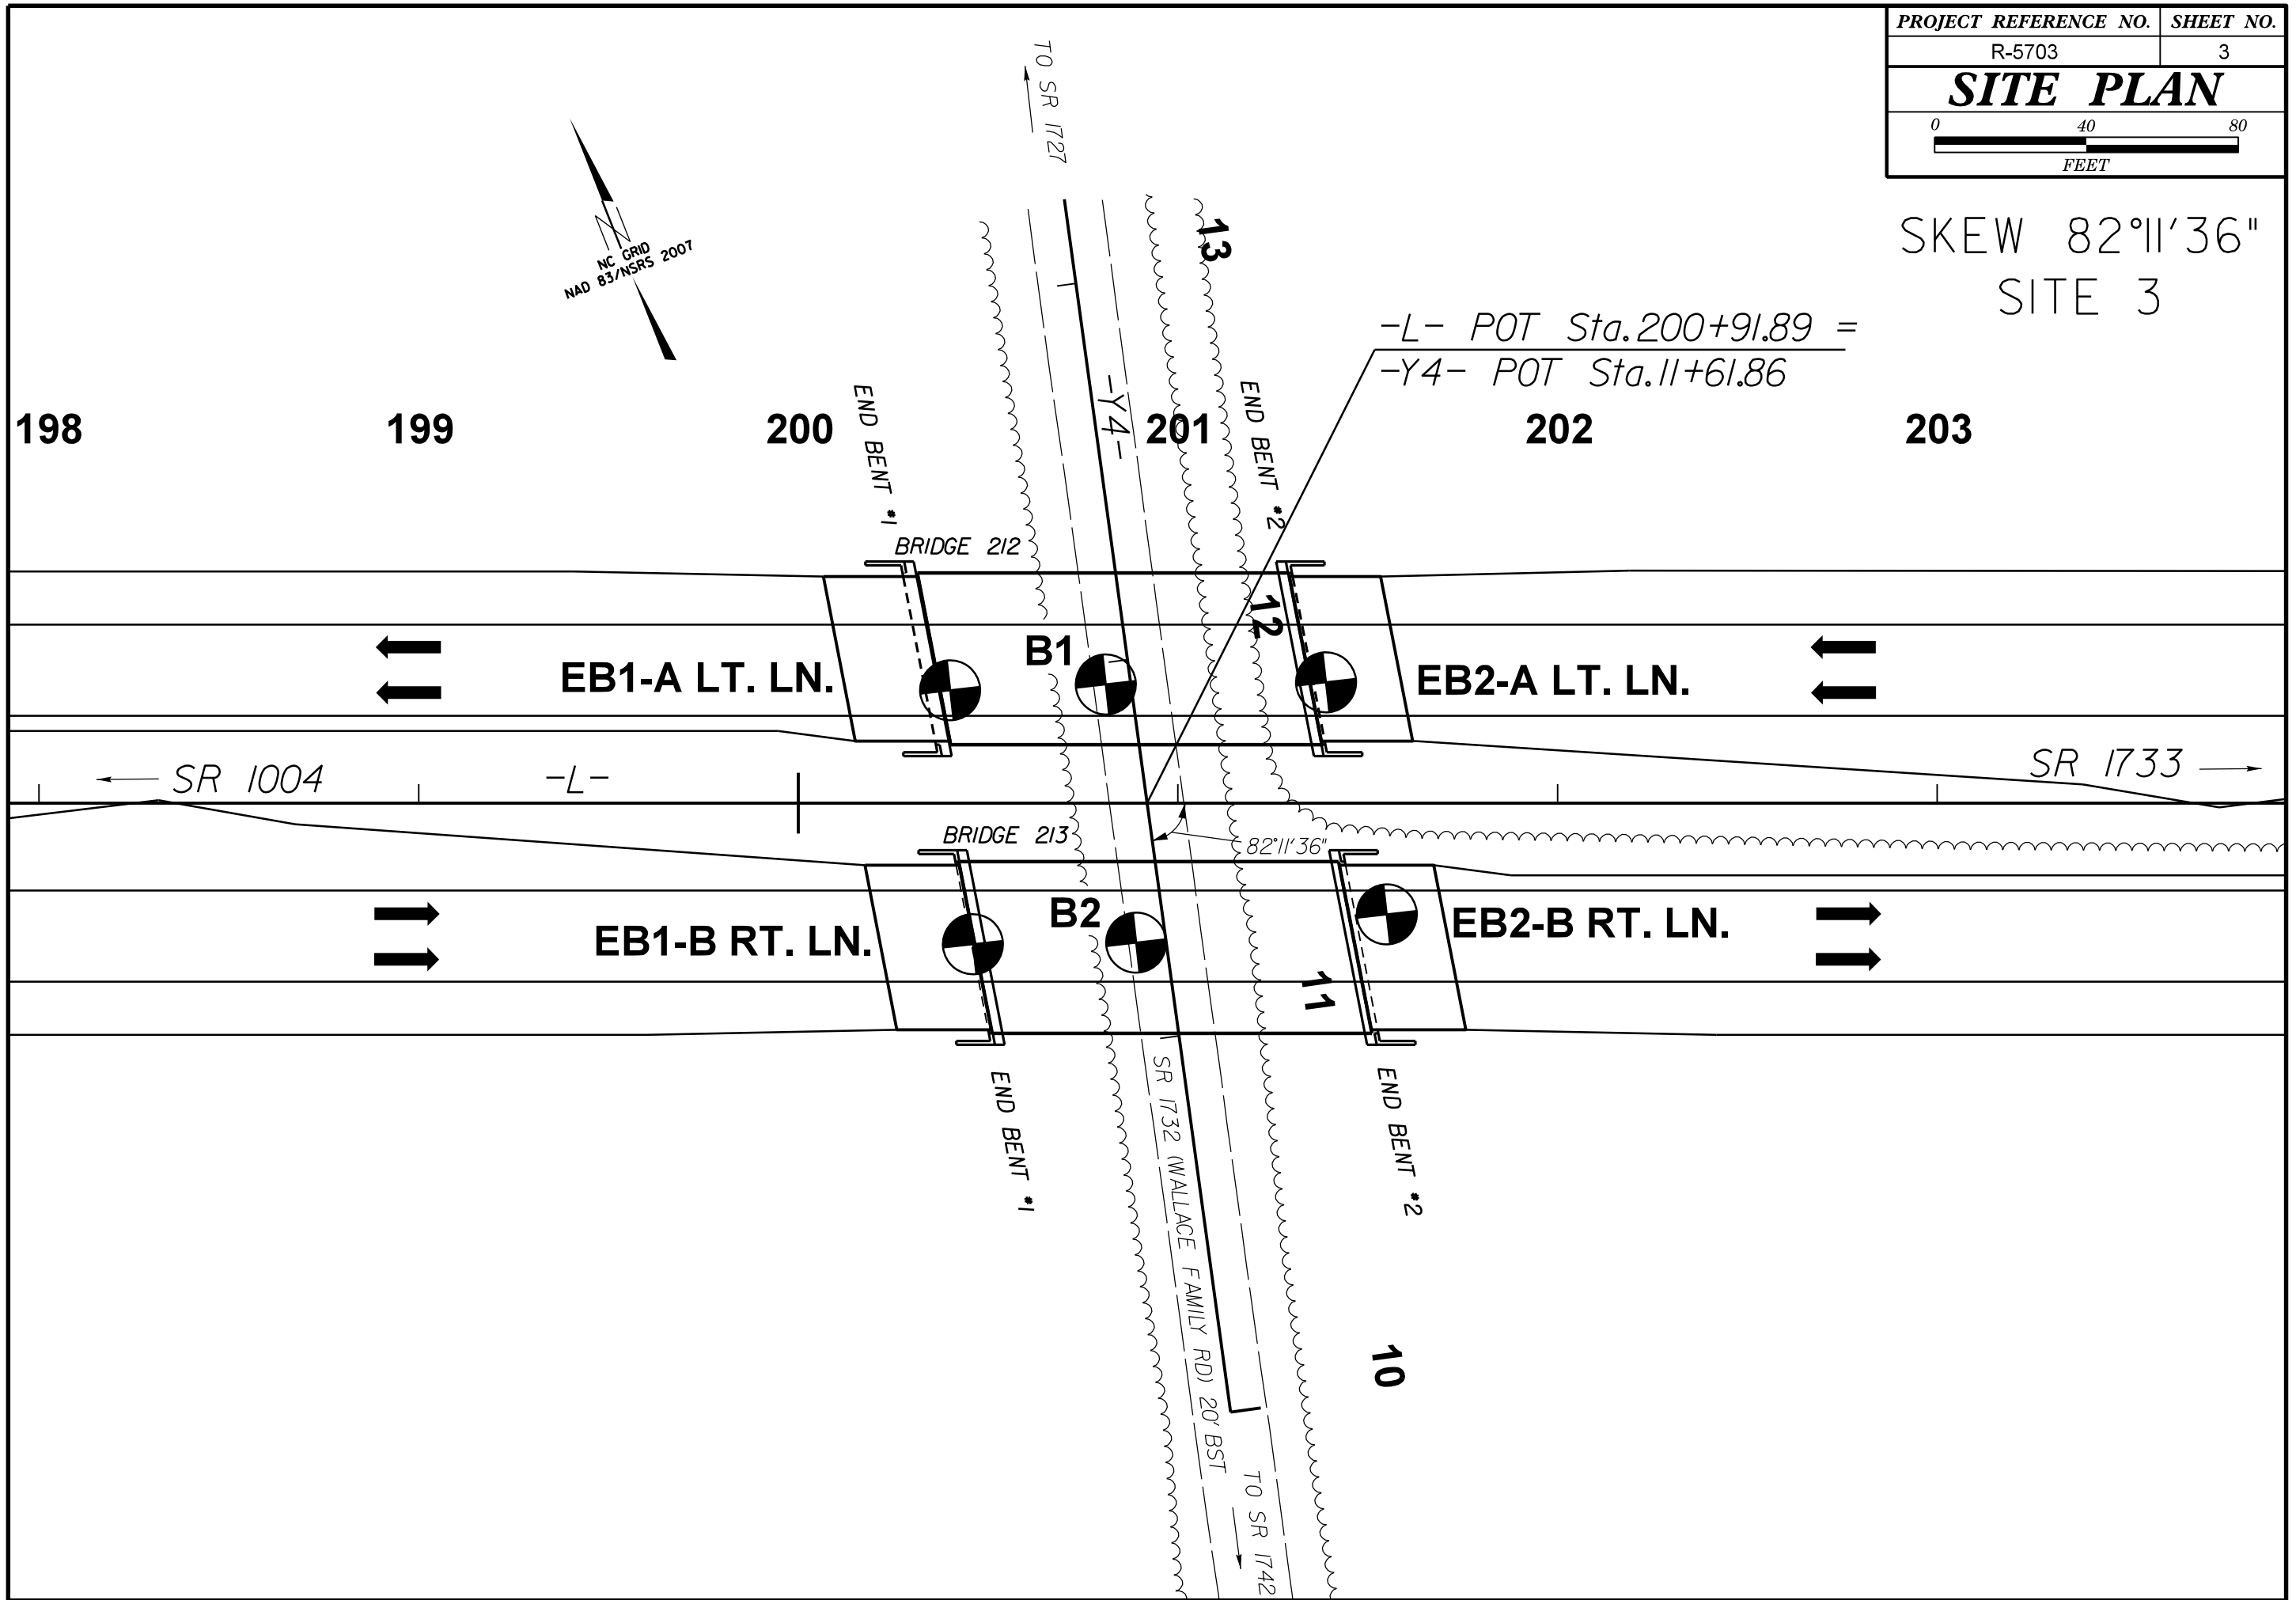 PROJECT REFERENCE NO. SHEET NO.
R-5703 3
SITE PLAN
0 40 80
FEET
SKEW 82°11'36"
SITE 3
TO SR 1727
NC GRID
NAD 83/NSRS 2007
13
-L- POT Sta.200+91.89 =
-Y4- POT Sta.11+61.86
198 199 200 201 202 203
END BENT #1
-Y4-
END BENT #2
BRIDGE 212
12
B1
EB1-A LT. LN.
EB2-A LT. LN.
SR 1004
-L-
SR 1733
BRIDGE 213
82°11'36"
B2
EB1-B RT. LN.
EB2-B RT. LN.
11
END BENT #1
SR 1732 (WALLACE FAMILY RD) 20' BST
END BENT #2
10
TO SR 1742